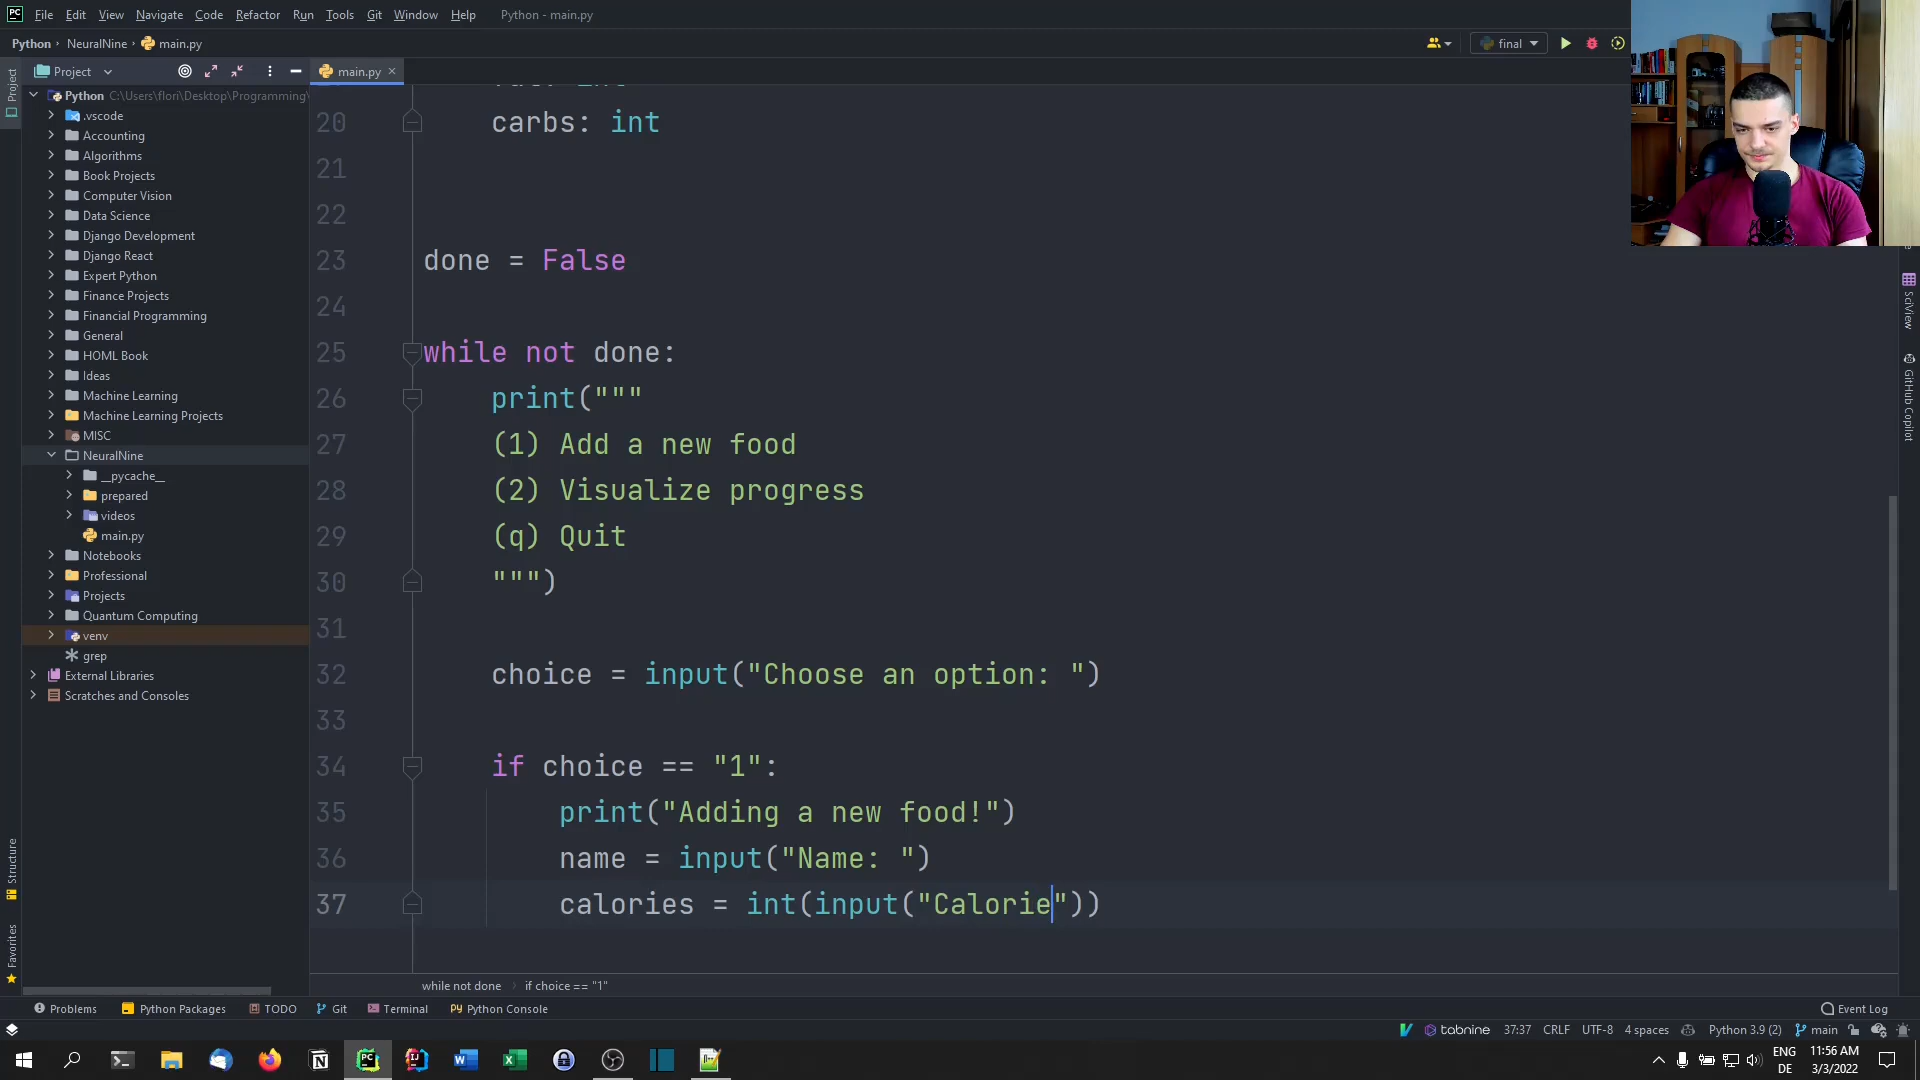 PC File Edit View Navigate Code Refactor Run Tools Git Window Help Python - main.py
Python NeuralNine main.py final
Project main.py
Project
Python C:\Users\flori\Desktop\Programming\
.vscode
Accounting
Algorithms
Book Projects
Computer Vision
Data Science
Django Development
Django React
Expert Python
Finance Projects
Financial Programming
General
HOML Book
Ideas
Machine Learning
Machine Learning Projects
MISC
NeuralNine
__pycache__
prepared
videos
main.py
Notebooks
Professional
Projects
Quantum Computing
venv
grep
External Libraries
Scratches and Consoles
Structure
Favorites
20 carbs: int
21
22
23 done = False
24
25 while not done:
26 print("""
27 (1) Add a new food
28 (2) Visualize progress
29 (q) Quit
30 """)
31
32 choice = input("Choose an option: ")
33
34 if choice == "1":
35 print("Adding a new food!")
36 name = input("Name: ")
37 calories = int(input("Calorie"))
SciView
GitHub Copilot
while not done if choice == "1"
Problems Python Packages TODO Git Terminal Python Console Event Log
tabnine 37:37 CRLF UTF-8 4 spaces Python 3.9 (2) main
ENG 11:56 AM
DE 3/3/2022